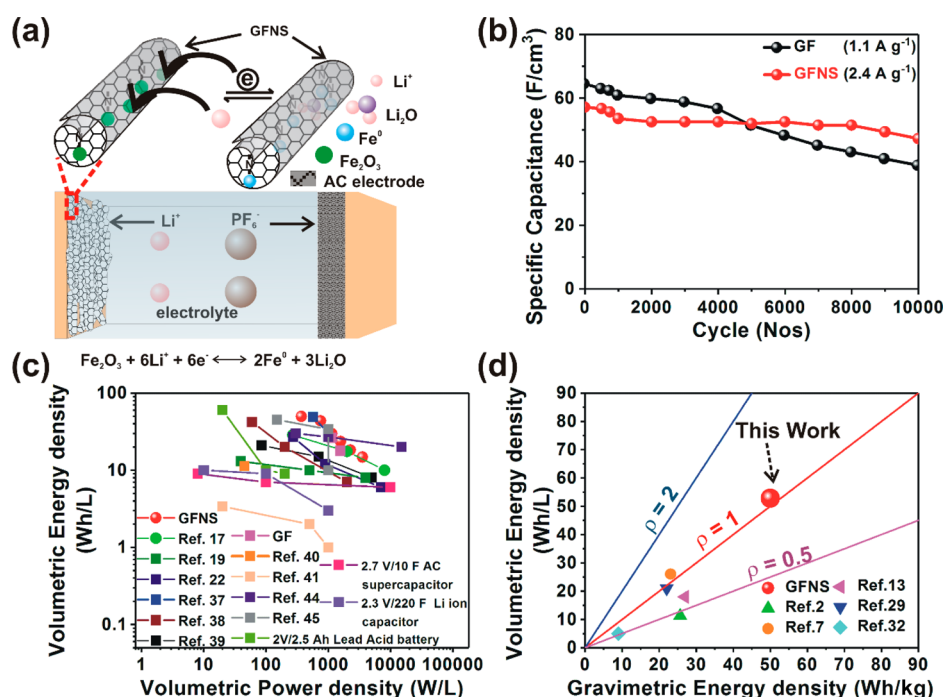 (a)
GFNS
N
e
Li⁺
Li⁺
Li₂O
Fe⁰
Fe₂O₃
AC electrode
N
N
Li⁺
PF₆⁻
electrolyte
Fe₂O₃ + 6Li⁺ + 6e⁻ ⟷ 2Fe⁰ + 3Li₂O
(b)
Specific Capacitance (F/cm³)
80
60
40
20
0
GF (1.1 A g⁻¹)
GFNS (2.4 A g⁻¹)
0 2000 4000 6000 8000 10000
Cycle (Nos)
(c)
Volumetric Energy density
(Wh/L)
100
10
1
0.1
GFNS
Ref. 17
Ref. 19
Ref. 22
Ref. 37
Ref. 38
Ref. 39
GF
Ref. 40
Ref. 41
Ref. 44
Ref. 45
2V/2.5 Ah Lead Acid battery
2.7 V/10 F AC
supercapacitor
2.3 V/220 F Li ion
capacitor
1 10 100 1000 10000 100000
Volumetric Power density (W/L)
(d)
Volumetric Energy density
(Wh/L)
90
80
70
60
50
40
30
20
10
0
This Work
ρ = 2
ρ = 1
ρ = 0.5
GFNS
Ref.2
Ref.7
Ref.13
Ref.29
Ref.32
0 10 20 30 40 50 60 70 80 90
Gravimetric Energy density (Wh/kg)